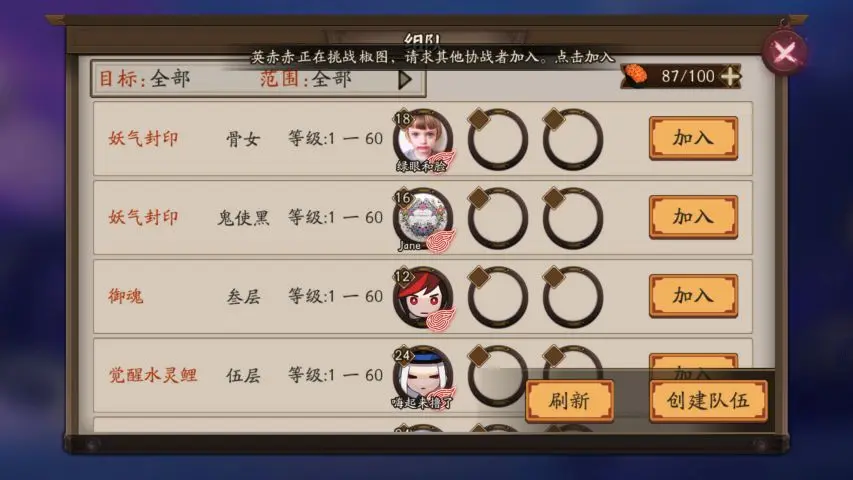 组队
英赤赤正在挑战椒图，请求其他协战者加入。点击加入
目标:全部 范围:全部
87/100
妖气封印 骨女 等级:1 一 60 18 加入
绿眼和脸
妖气封印 鬼使黑 等级:1 一 60 16 加入
Jane
御魂 叁层 等级:1 一 60 12 加入
觉醒水灵鲤 伍层 等级:1 一 60 24 加入
嗨起来撸了
刷新 创建队伍